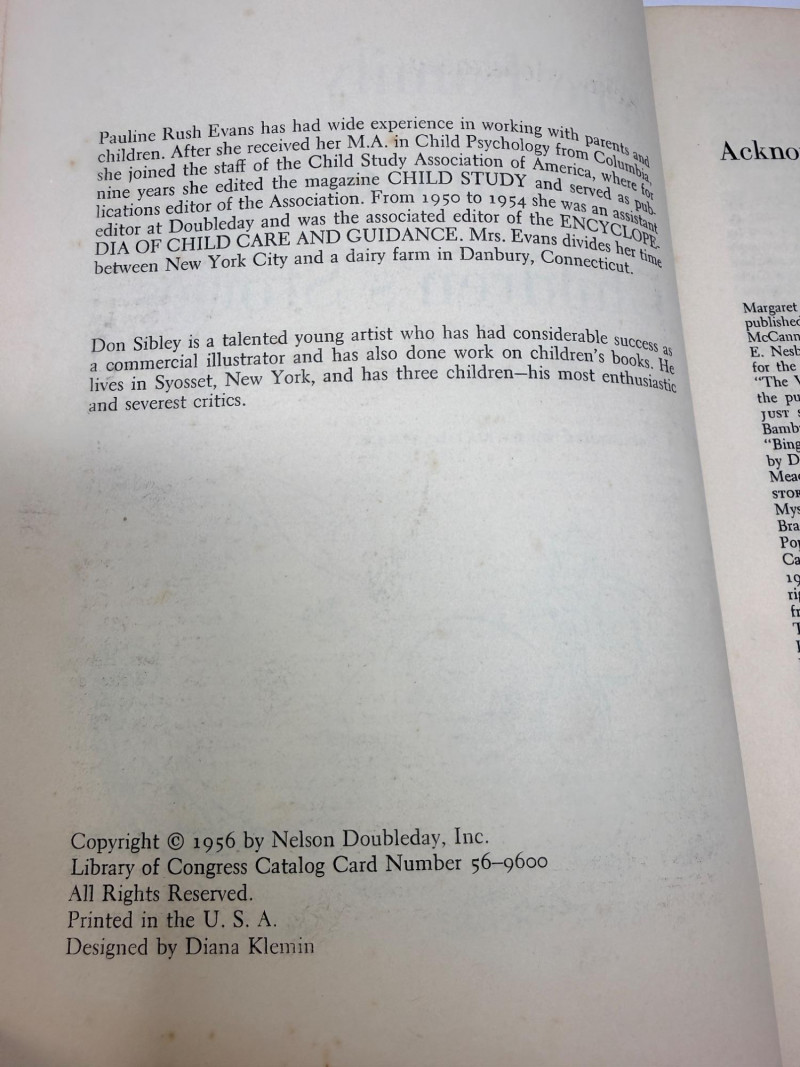 Pauline Rush Evans has had wide experience in working with parents and
children. After she received her M.A. in Child Psychology from Columbia,
she joined the staff of the Child Study Association of America, where for
nine years she edited the magazine CHILD STUDY and served as pub-
lications editor of the Association. From 1950 to 1954 she was an assistant
editor at Doubleday and was the associated editor of the ENCYCLOPE-
DIA OF CHILD CARE AND GUIDANCE. Mrs. Evans divides her time
between New York City and a dairy farm in Danbury, Connecticut.
Don Sibley is a talented young artist who has had considerable success as
a commercial illustrator and has also done work on children's books. He
lives in Syosset, New York, and has three children—his most enthusiastic
and severest critics.
Copyright © 1956 by Nelson Doubleday, Inc.
Library of Congress Catalog Card Number 56–9600
All Rights Reserved.
Printed in the U. S. A.
Designed by Diana Klemin
Ackno
Margaret
published
McCann
E. Nesb
for the
"The V
the pu
JUST S
Bamb
"Bing
by D
Mead
STOR
Mys
Bra
Pop
Ca
19
ri
fr